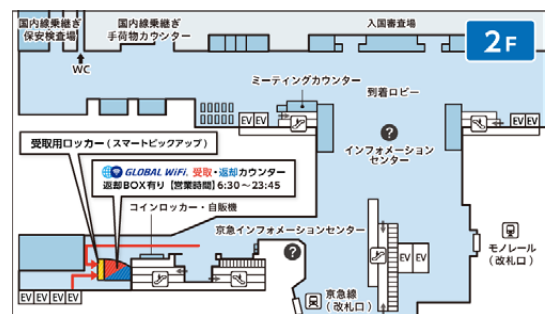 国内線乗継ぎ
保安検査場
国内線乗継ぎ
手荷物カウンター
入国審査場
2F
WC
ミーティングカウンター
到着ロビー
EV EV
EV EV
?
インフォメーション
センター
受取用ロッカー(スマートピックアップ)
GLOBAL WiFi. 受取・返却カウンター
返却BOX有り【営業時間】6:30~23:45
コインロッカー・自販機
京急インフォメーションセンター
?
EV EV
モノレール
(改札口)
EV EV EV EV
京急線
(改札口)
EV